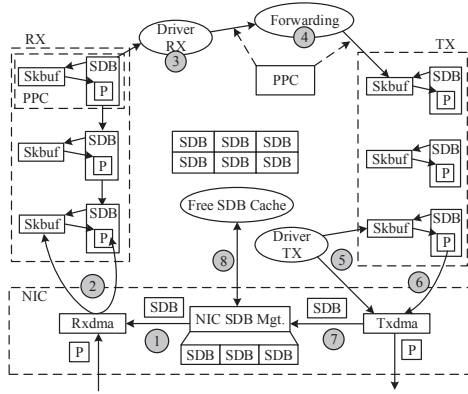 RX
Driver
RX
3
Forwarding
4
TX
Skbuf
SDB
P
PPC
PPC
Skbuf
SDB
P
Skbuf
SDB
P
SDB SDB SDB
SDB SDB SDB
Skbuf
SDB
P
Skbuf
SDB
P
Free SDB Cache
Skbuf
SDB
P
Driver
TX
2
8
5
6
NIC
Rxdma
SDB
1
NIC SDB Mgt.
SDB
7
Txdma
P
SDB SDB SDB
P